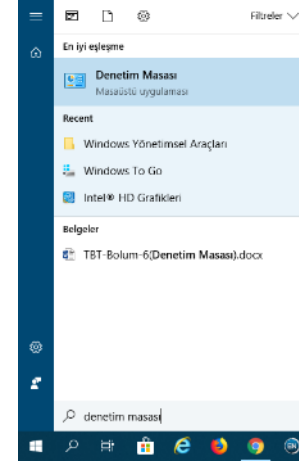 Filtreler
En iyi eşleşme
Denetim Masası
Masaüstü uygulaması
Recent
Windows Yönetimsel Araçları
Windows To Go
Intel® HD Grafikleri
Belgeler
TBT-Bolum-6(Denetim Masası).docx
denetim masası